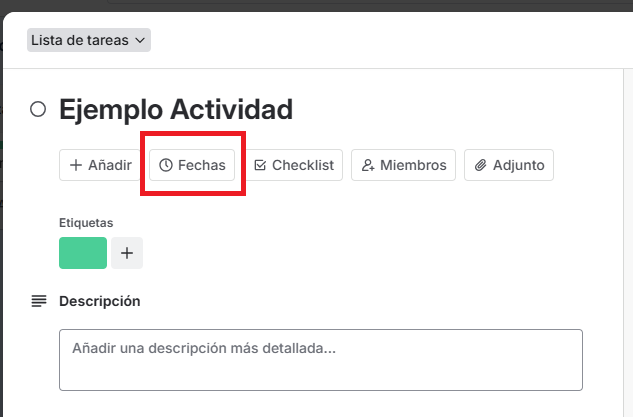 Lista de tareas
Ejemplo Actividad
Añadir
Fechas
Checklist
Miembros
Adjunto
Etiquetas
Descripción
Añadir una descripción más detallada...